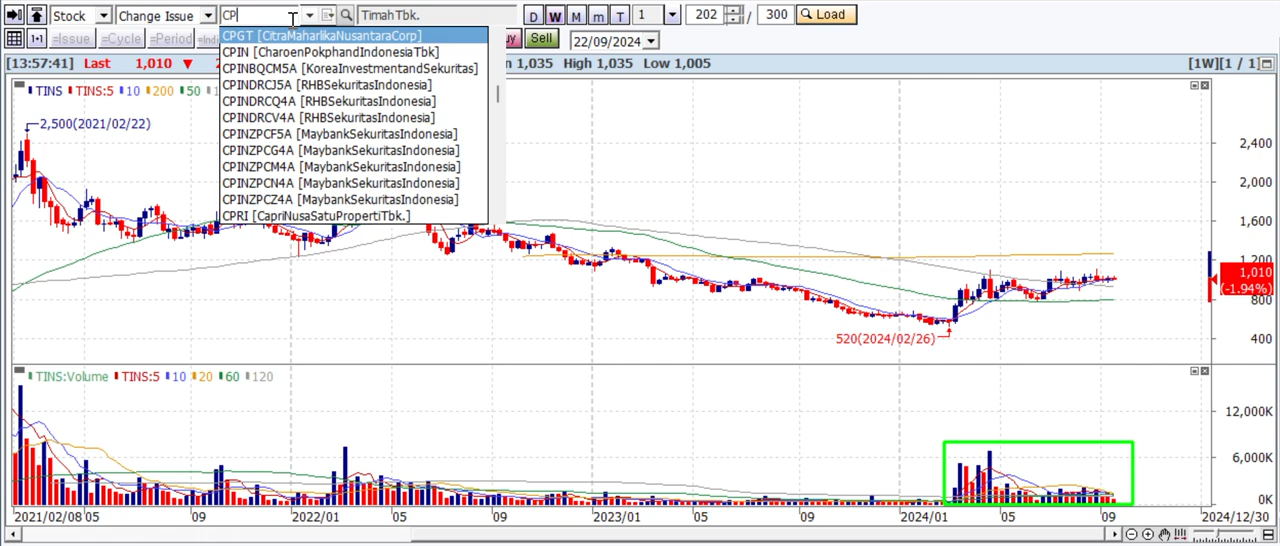 Stock Change Issue CP TimahTbk. D W M m T 1 202 / 300 Load
1·1 =Issue =Cycle =Period Sell 22/09/2024
[13:57:41] Last 1,010 ▼ 1,035 High 1,035 Low 1,005 [1W][1 / 1]
CPGT [CitraMaharlikaNusantaraCorp]
CPIN [CharoenPokphandIndonesiaTbk]
CPINBQCM5A [KoreaInvestmentandSekuritas]
CPINDRCJ5A [RHBSekuritasIndonesia]
CPINDRCQ4A [RHBSekuritasIndonesia]
CPINDRCV4A [RHBSekuritasIndonesia]
CPINZPCF5A [MaybankSekuritasIndonesia]
CPINZPCG4A [MaybankSekuritasIndonesia]
CPINZPCM4A [MaybankSekuritasIndonesia]
CPINZPCN4A [MaybankSekuritasIndonesia]
CPINZPCZ4A [MaybankSekuritasIndonesia]
CPRI [CapriNusaSatuPropertiTbk.]
TINS TINS:5 10 200 50
2,500(2021/02/22)
2,400
2,000
1,600
1,200
1,010
(-1.94%)
800
520(2024/02/26)
400
TINS:Volume TINS:5 10 20 60 120
12,000K
6,000K
0K
2021/02/08 05 09 2022/01 05 09 2023/01 05 09 2024/01 05 09 2024/12/30